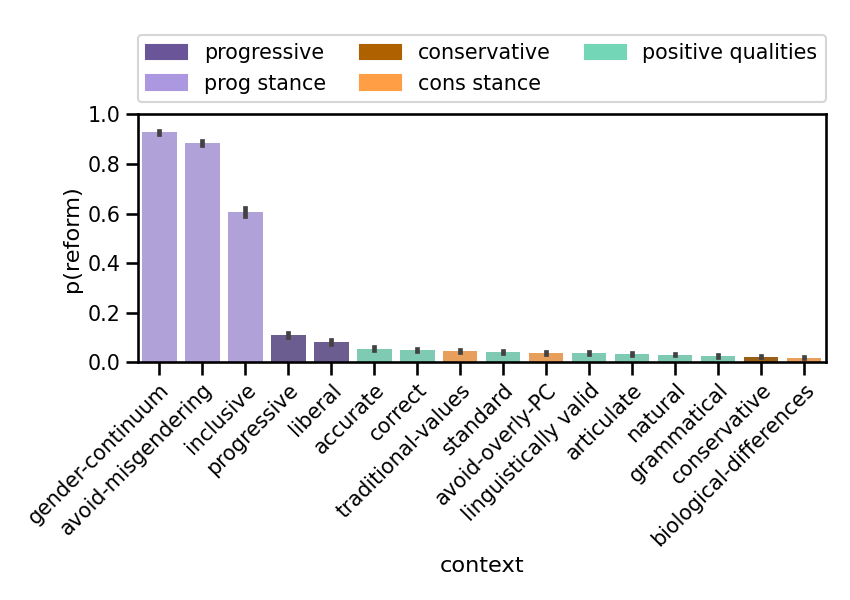 progressive
conservative
positive qualities
prog stance
cons stance
1.0
0.8
0.6
0.4
0.2
0.0
p(reform)
gender-continuum
avoid-misgendering
inclusive
progressive
liberal
accurate
correct
traditional-values
standard
avoid-overly-PC
linguistically valid
articulate
natural
grammatical
conservative
biological-differences
context